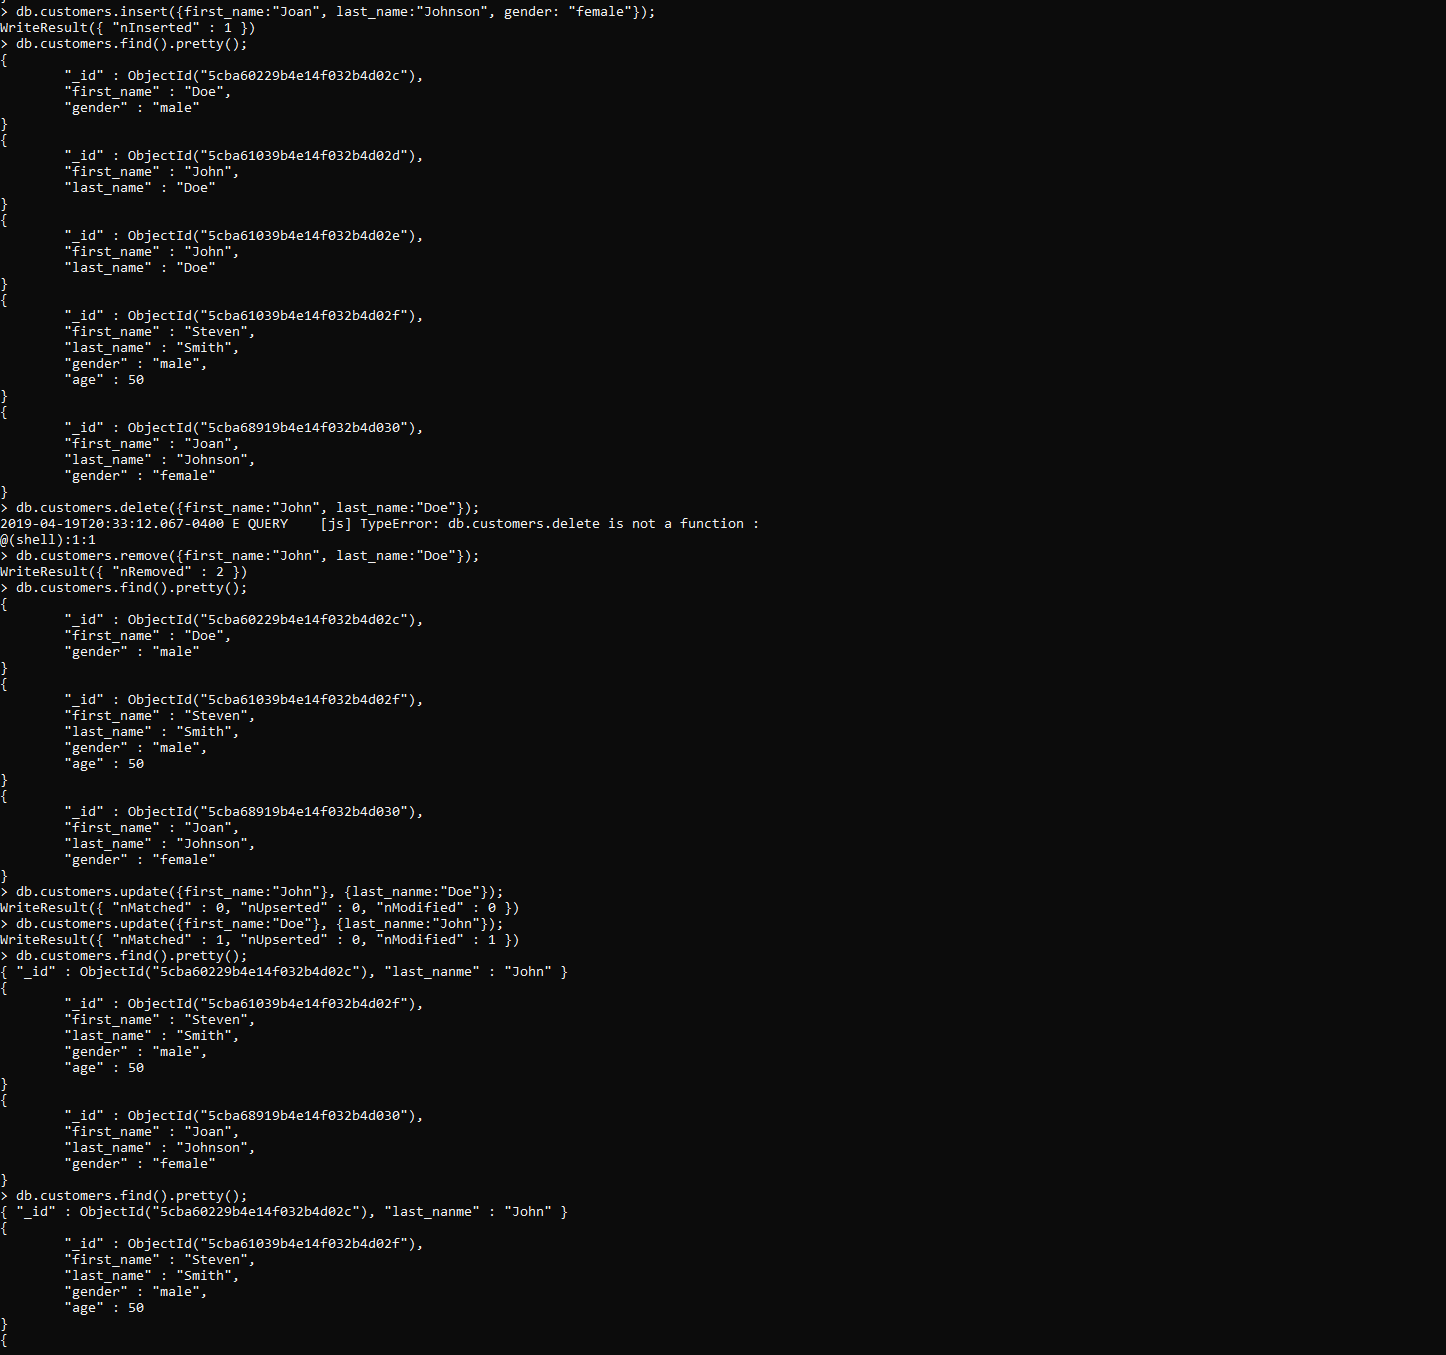 > db.customers.insert({first_name:"Joan", last_name:"Johnson", gender: "female"});
WriteResult({ "nInserted" : 1 })
> db.customers.find().pretty();
{
        "_id" : ObjectId("5cba60229b4e14f032b4d02c"),
        "first_name" : "Doe",
        "gender" : "male"
}
{
        "_id" : ObjectId("5cba61039b4e14f032b4d02d"),
        "first_name" : "John",
        "last_name" : "Doe"
}
{
        "_id" : ObjectId("5cba61039b4e14f032b4d02e"),
        "first_name" : "John",
        "last_name" : "Doe"
}
{
        "_id" : ObjectId("5cba61039b4e14f032b4d02f"),
        "first_name" : "Steven",
        "last_name" : "Smith",
        "gender" : "male",
        "age" : 50
}
{
        "_id" : ObjectId("5cba68919b4e14f032b4d030"),
        "first_name" : "Joan",
        "last_name" : "Johnson",
        "gender" : "female"
}
> db.customers.delete({first_name:"John", last_name:"Doe"});
2019-04-19T20:33:12.067-0400 E QUERY    [js] TypeError: db.customers.delete is not a function :
@(shell):1:1
> db.customers.remove({first_name:"John", last_name:"Doe"});
WriteResult({ "nRemoved" : 2 })
> db.customers.find().pretty();
{
        "_id" : ObjectId("5cba60229b4e14f032b4d02c"),
        "first_name" : "Doe",
        "gender" : "male"
}
{
        "_id" : ObjectId("5cba61039b4e14f032b4d02f"),
        "first_name" : "Steven",
        "last_name" : "Smith",
        "gender" : "male",
        "age" : 50
}
{
        "_id" : ObjectId("5cba68919b4e14f032b4d030"),
        "first_name" : "Joan",
        "last_name" : "Johnson",
        "gender" : "female"
}
> db.customers.update({first_name:"John"}, {last_nanme:"Doe"});
WriteResult({ "nMatched" : 0, "nUpserted" : 0, "nModified" : 0 })
> db.customers.update({first_name:"Doe"}, {last_nanme:"John"});
WriteResult({ "nMatched" : 1, "nUpserted" : 0, "nModified" : 1 })
> db.customers.find().pretty();
{ "_id" : ObjectId("5cba60229b4e14f032b4d02c"), "last_nanme" : "John" }
{
        "_id" : ObjectId("5cba61039b4e14f032b4d02f"),
        "first_name" : "Steven",
        "last_name" : "Smith",
        "gender" : "male",
        "age" : 50
}
{
        "_id" : ObjectId("5cba68919b4e14f032b4d030"),
        "first_name" : "Joan",
        "last_name" : "Johnson",
        "gender" : "female"
}
> db.customers.find().pretty();
{ "_id" : ObjectId("5cba60229b4e14f032b4d02c"), "last_nanme" : "John" }
{
        "_id" : ObjectId("5cba61039b4e14f032b4d02f"),
        "first_name" : "Steven",
        "last_name" : "Smith",
        "gender" : "male",
        "age" : 50
}
{